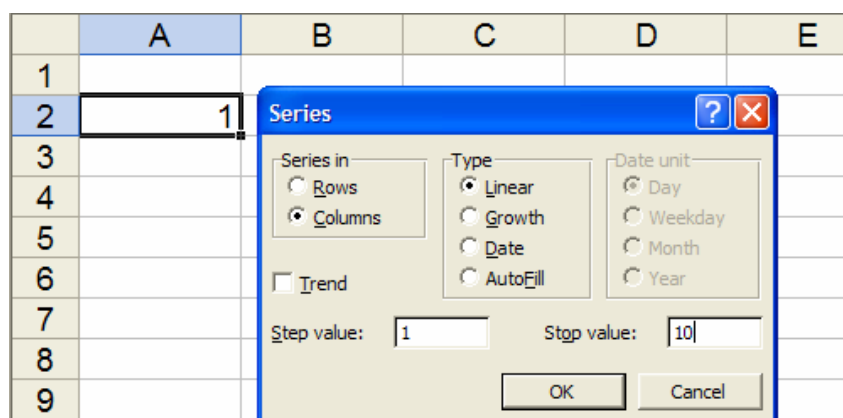 A B C D E
1
2 1 Series
3 Series in Type Date unit
4 Rows Linear Day
5 Columns Growth Weekday
Date Month
6 Trend AutoFill Year
7 Step value: 1 Stop value: 10
8
9 OK Cancel